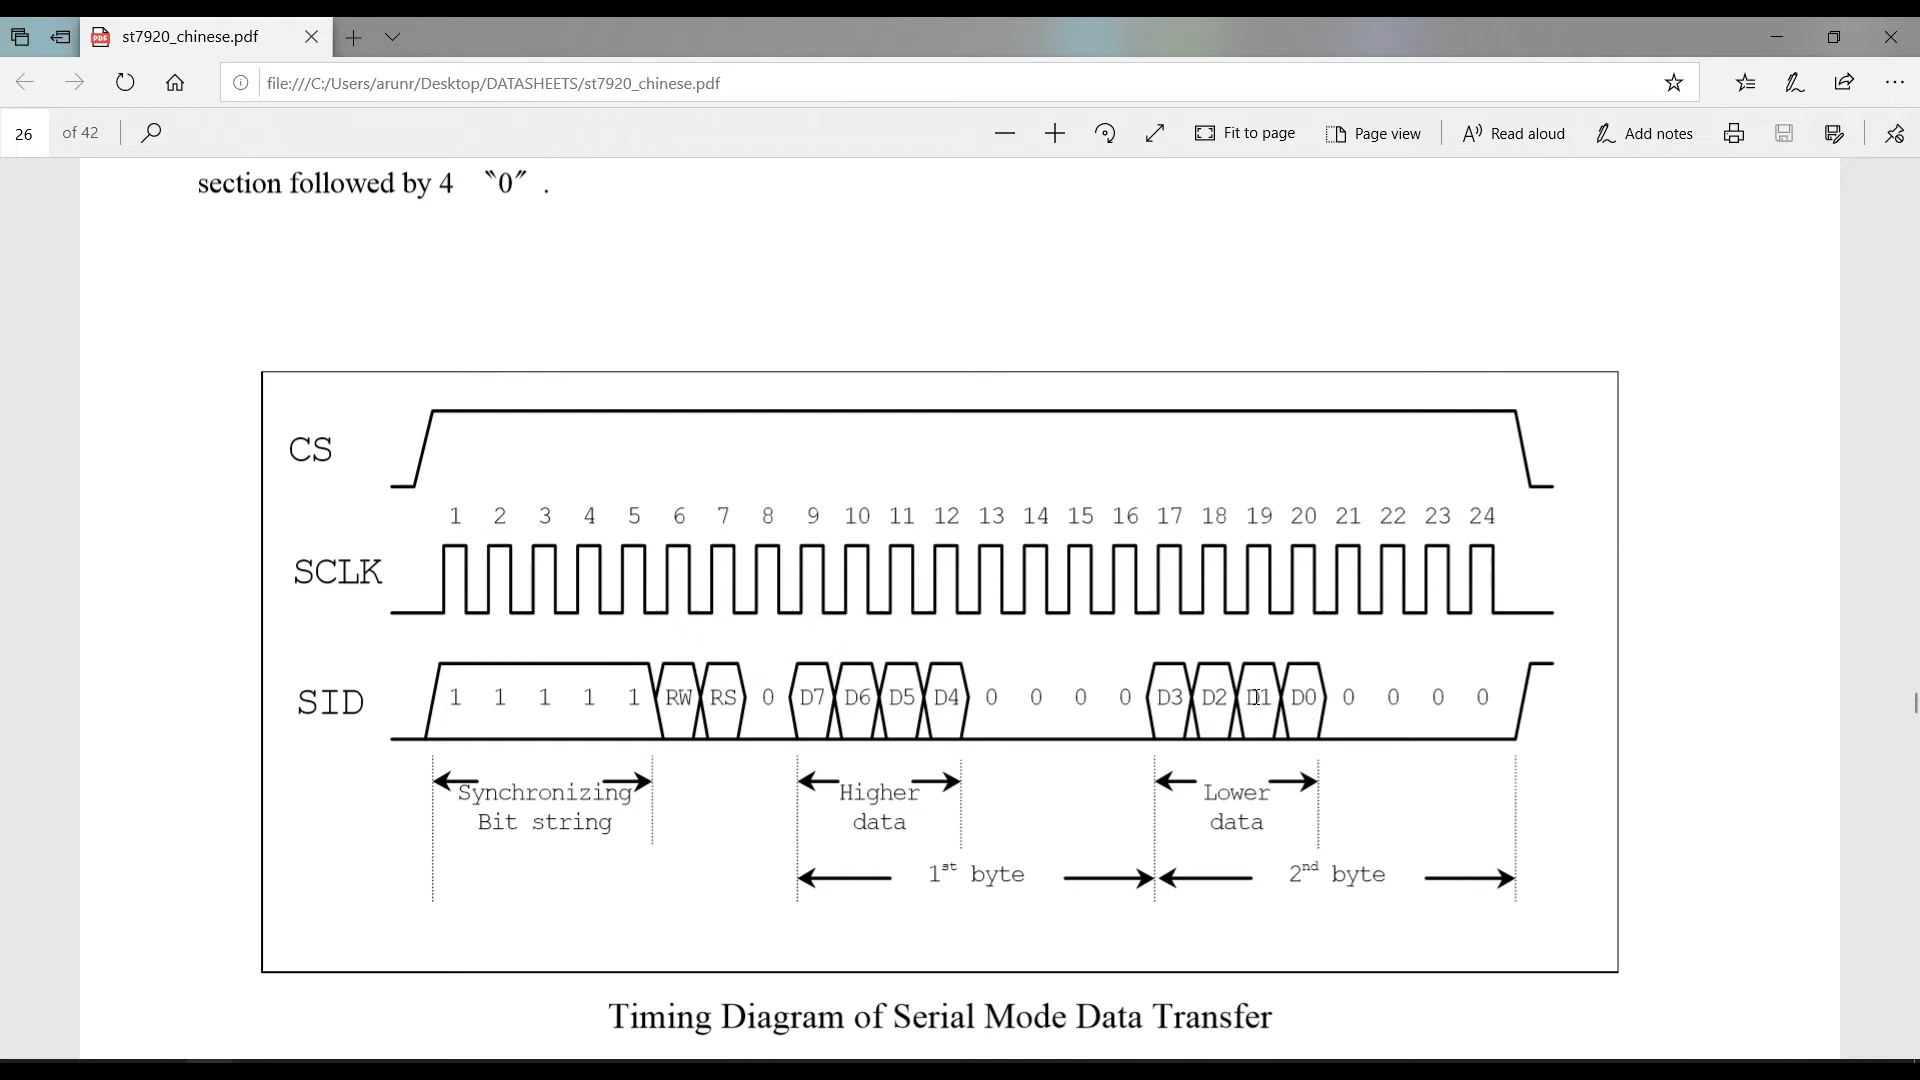 st7920_chinese.pdf
file:///C:/Users/arunr/Desktop/DATASHEETS/st7920_chinese.pdf
26 of 42 Fit to page Page view Read aloud Add notes
section followed by 4 〝0〞 .
CS
1 2 3 4 5 6 7 8 9 10 11 12 13 14 15 16 17 18 19 20 21 22 23 24
SCLK
SID 1 1 1 1 1 RW RS 0 D7 D6 D5 D4 0 0 0 0 D3 D2 D1 D0 0 0 0 0
Synchronizing Higher Lower
Bit string data data
1st byte 2nd byte
Timing Diagram of Serial Mode Data Transfer